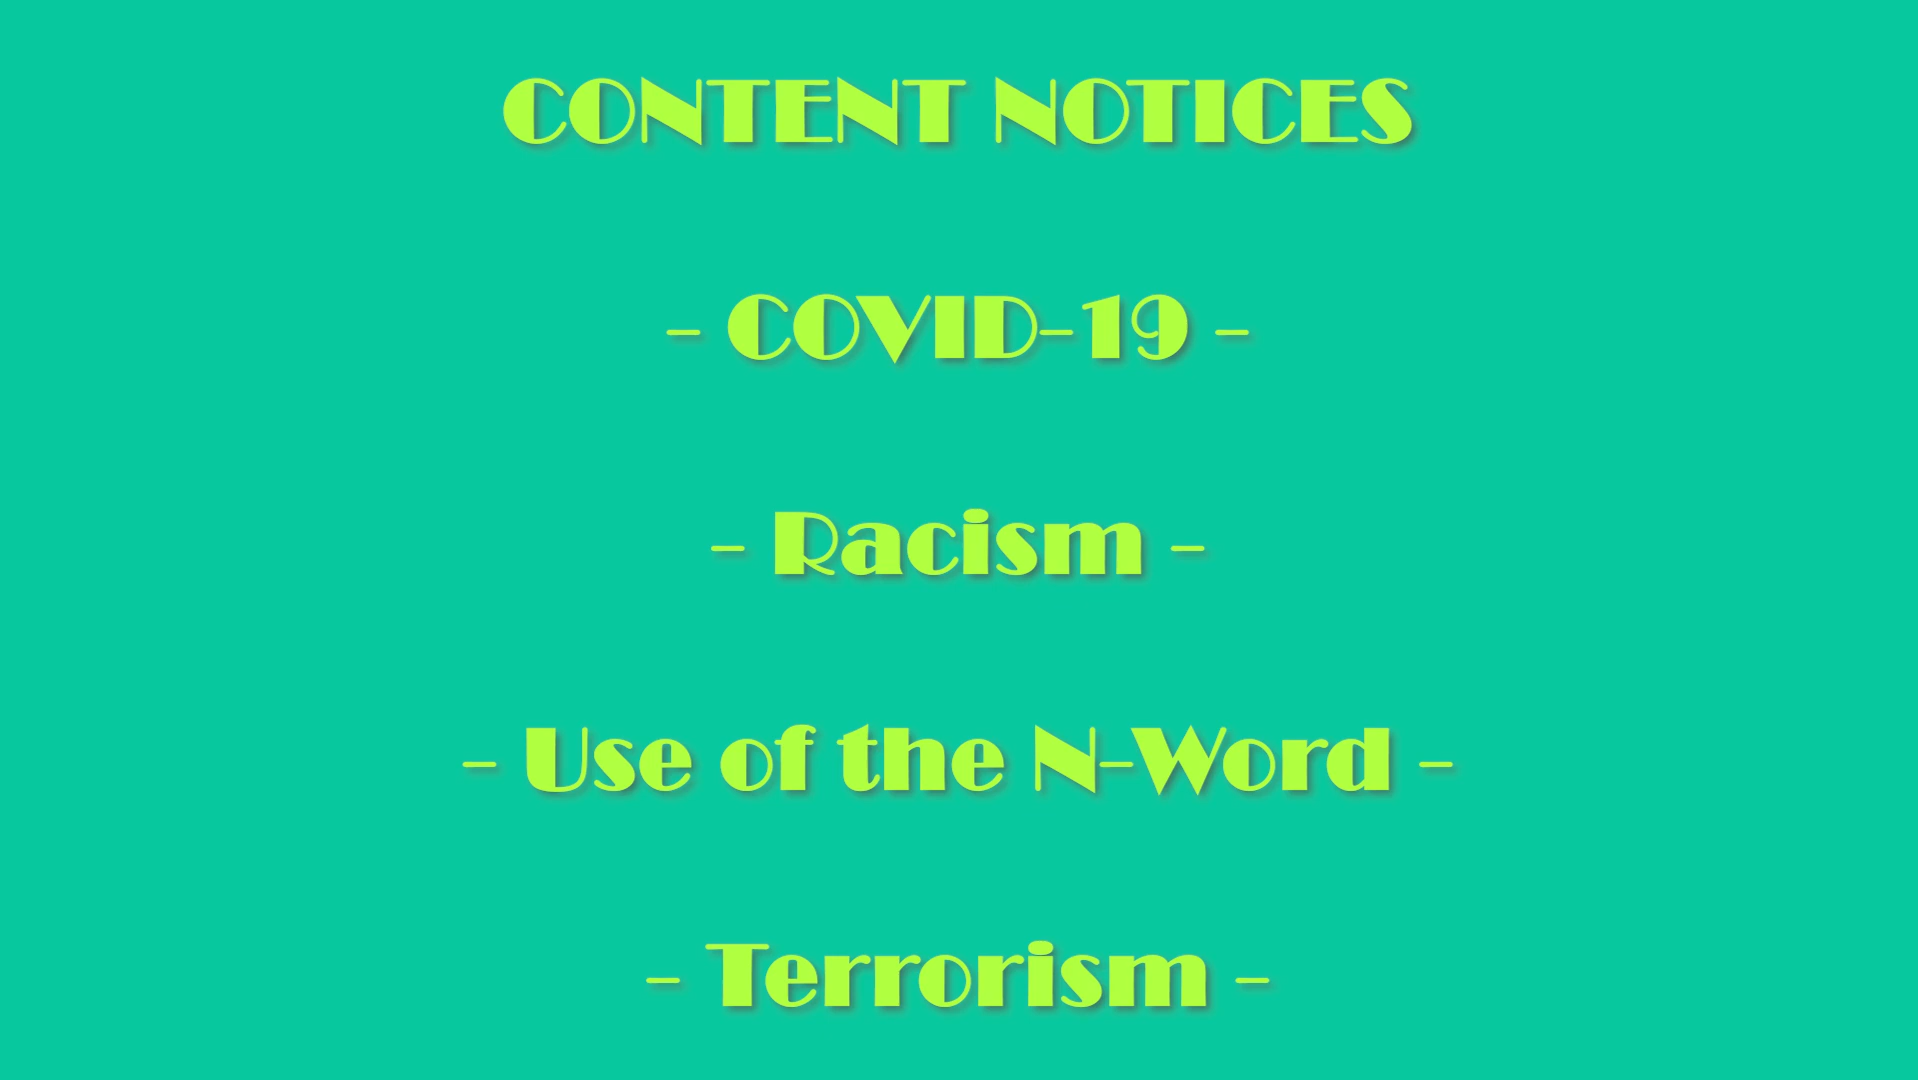 CONTENT NOTICES
- COVID-19 -
- Racism -
- Use of the N-Word -
- Terrorism -